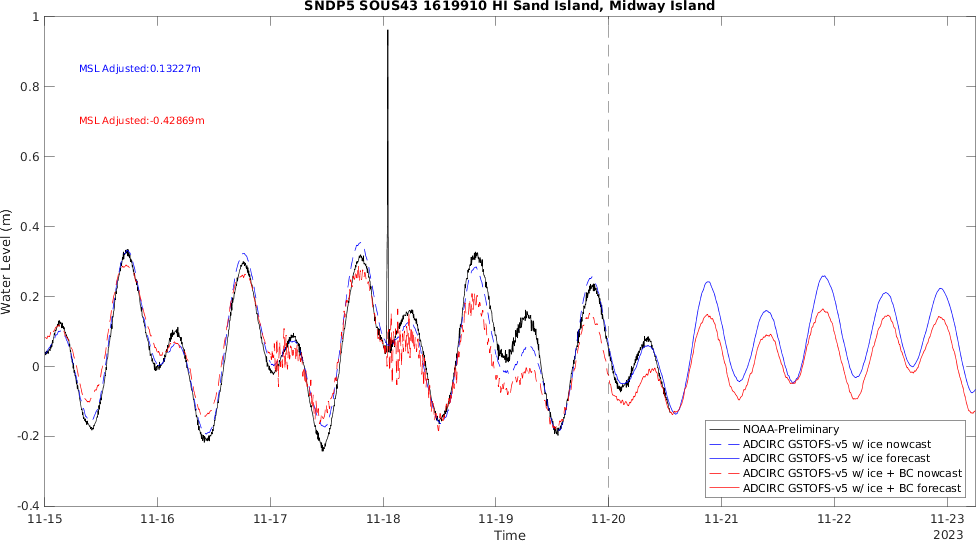 SNDP5 SOUS43 1619910 HI Sand Island, Midway Island
1
0.8
0.6
0.4
0.2
0
-0.2
-0.4
Water Level (m)
MSL Adjusted:0.13227m
MSL Adjusted:-0.42869m
NOAA-Preliminary
ADCIRC GSTOFS-v5 w/ice nowcast
ADCIRC GSTOFS-v5 w/ice forecast
ADCIRC GSTOFS-v5 w/ice + BC nowcast
ADCIRC GSTOFS-v5 w/ice + BC forecast
11-15 11-16 11-17 11-18 11-19 11-20 11-21 11-22 11-23
Time
2023